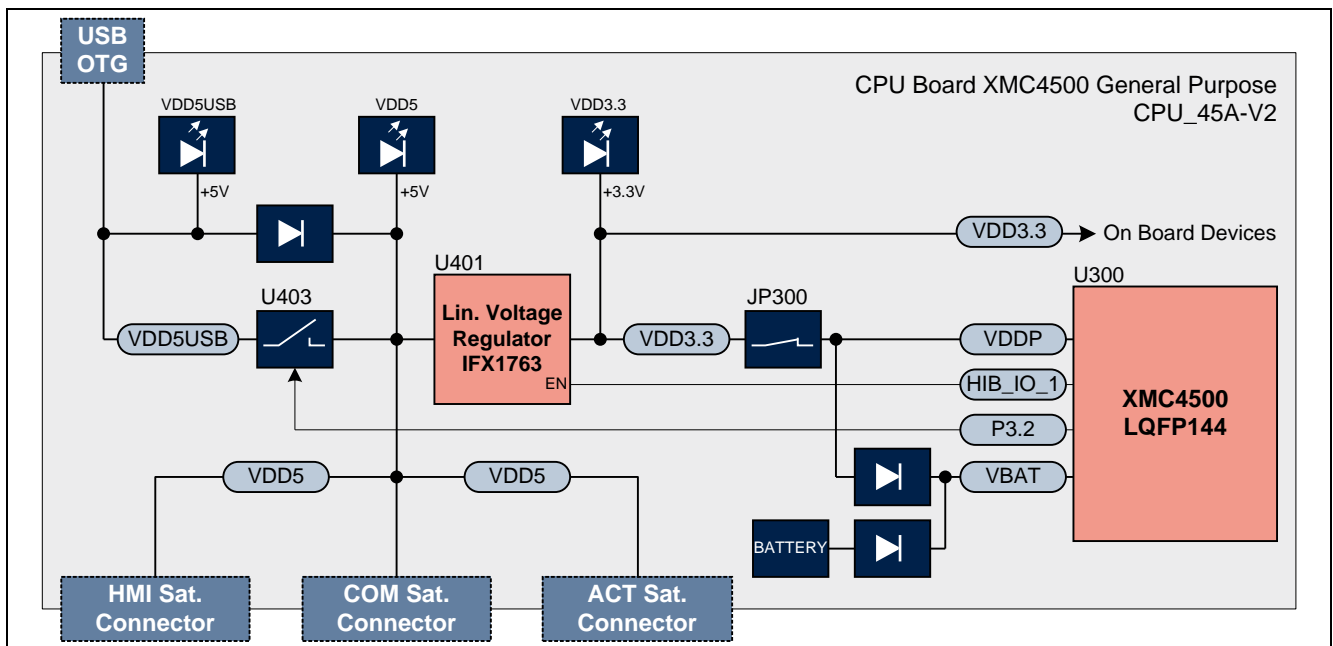 USB
OTG
CPU Board XMC4500 General Purpose
CPU_45A-V2
VDD5USB
VDD5
VDD3.3
+5V
+5V
+3.3V
VDD3.3
On Board Devices
U401
U300
U403
JP300
Lin. Voltage
Regulator
IFX1763
EN
VDD5USB
VDD3.3
VDDP
HIB_IO_1
P3.2
VBAT
XMC4500
LQFP144
VDD5
VDD5
BATTERY
HMI Sat.
Connector
COM Sat.
Connector
ACT Sat.
Connector